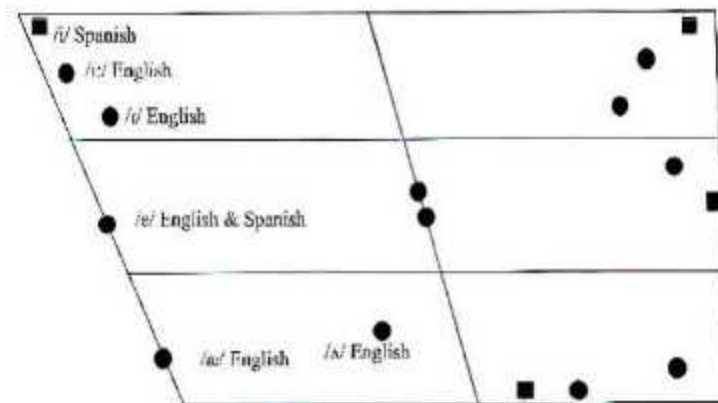 /i/ Spanish
/i:/ English
/ɪ/ English
/e/ English & Spanish
/æ/ English
/ʌ/ English